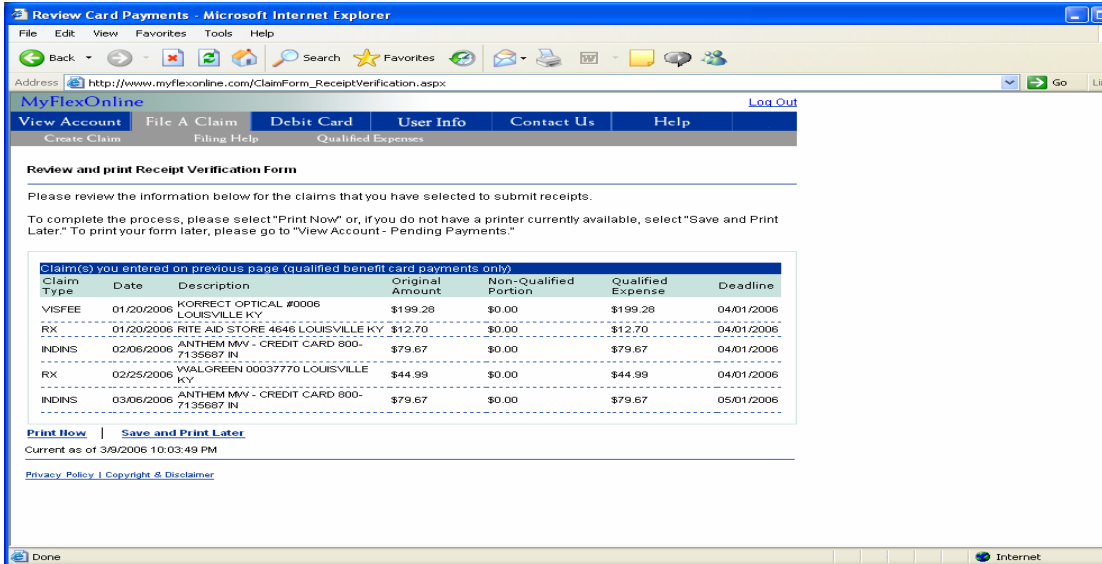 Review Card Payments - Microsoft Internet Explorer
File Edit View Favorites Tools Help
Back Search Favorites
Address http://www.myflexonline.com/ClaimForm_ReceiptVerification.aspx Go
MyFlexOnline Log Out
View Account File A Claim Debit Card User Info Contact Us Help
Create Claim Filing Help Qualified Expenses
Review and print Receipt Verification Form
Please review the information below for the claims that you have selected to submit receipts.
To complete the process, please select "Print Now" or, if you do not have a printer currently available, select "Save and Print
Later." To print your form later, please go to "View Account - Pending Payments."
Claim(s) you entered on previous page (qualified benefit card payments only)
Claim Type Date Description Original Amount Non-Qualified Portion Qualified Expense Deadline
VISFEE 01/20/2006 KORRECT OPTICAL #0006 LOUISVILLE KY $199.28 $0.00 $199.28 04/01/2006
RX 01/20/2006 RITE AID STORE 4646 LOUISVILLE KY $12.70 $0.00 $12.70 04/01/2006
INDINS 02/06/2006 ANTHEM MW - CREDIT CARD 800-7135687 IN $79.67 $0.00 $79.67 04/01/2006
RX 02/25/2006 WALGREEN 00037770 LOUISVILLE KY $44.99 $0.00 $44.99 04/01/2006
INDINS 03/06/2006 ANTHEM MW - CREDIT CARD 800-7135687 IN $79.67 $0.00 $79.67 05/01/2006
Print Now | Save and Print Later
Current as of 3/9/2006 10:03:49 PM
Privacy Policy | Copyright & Disclaimer
Done Internet